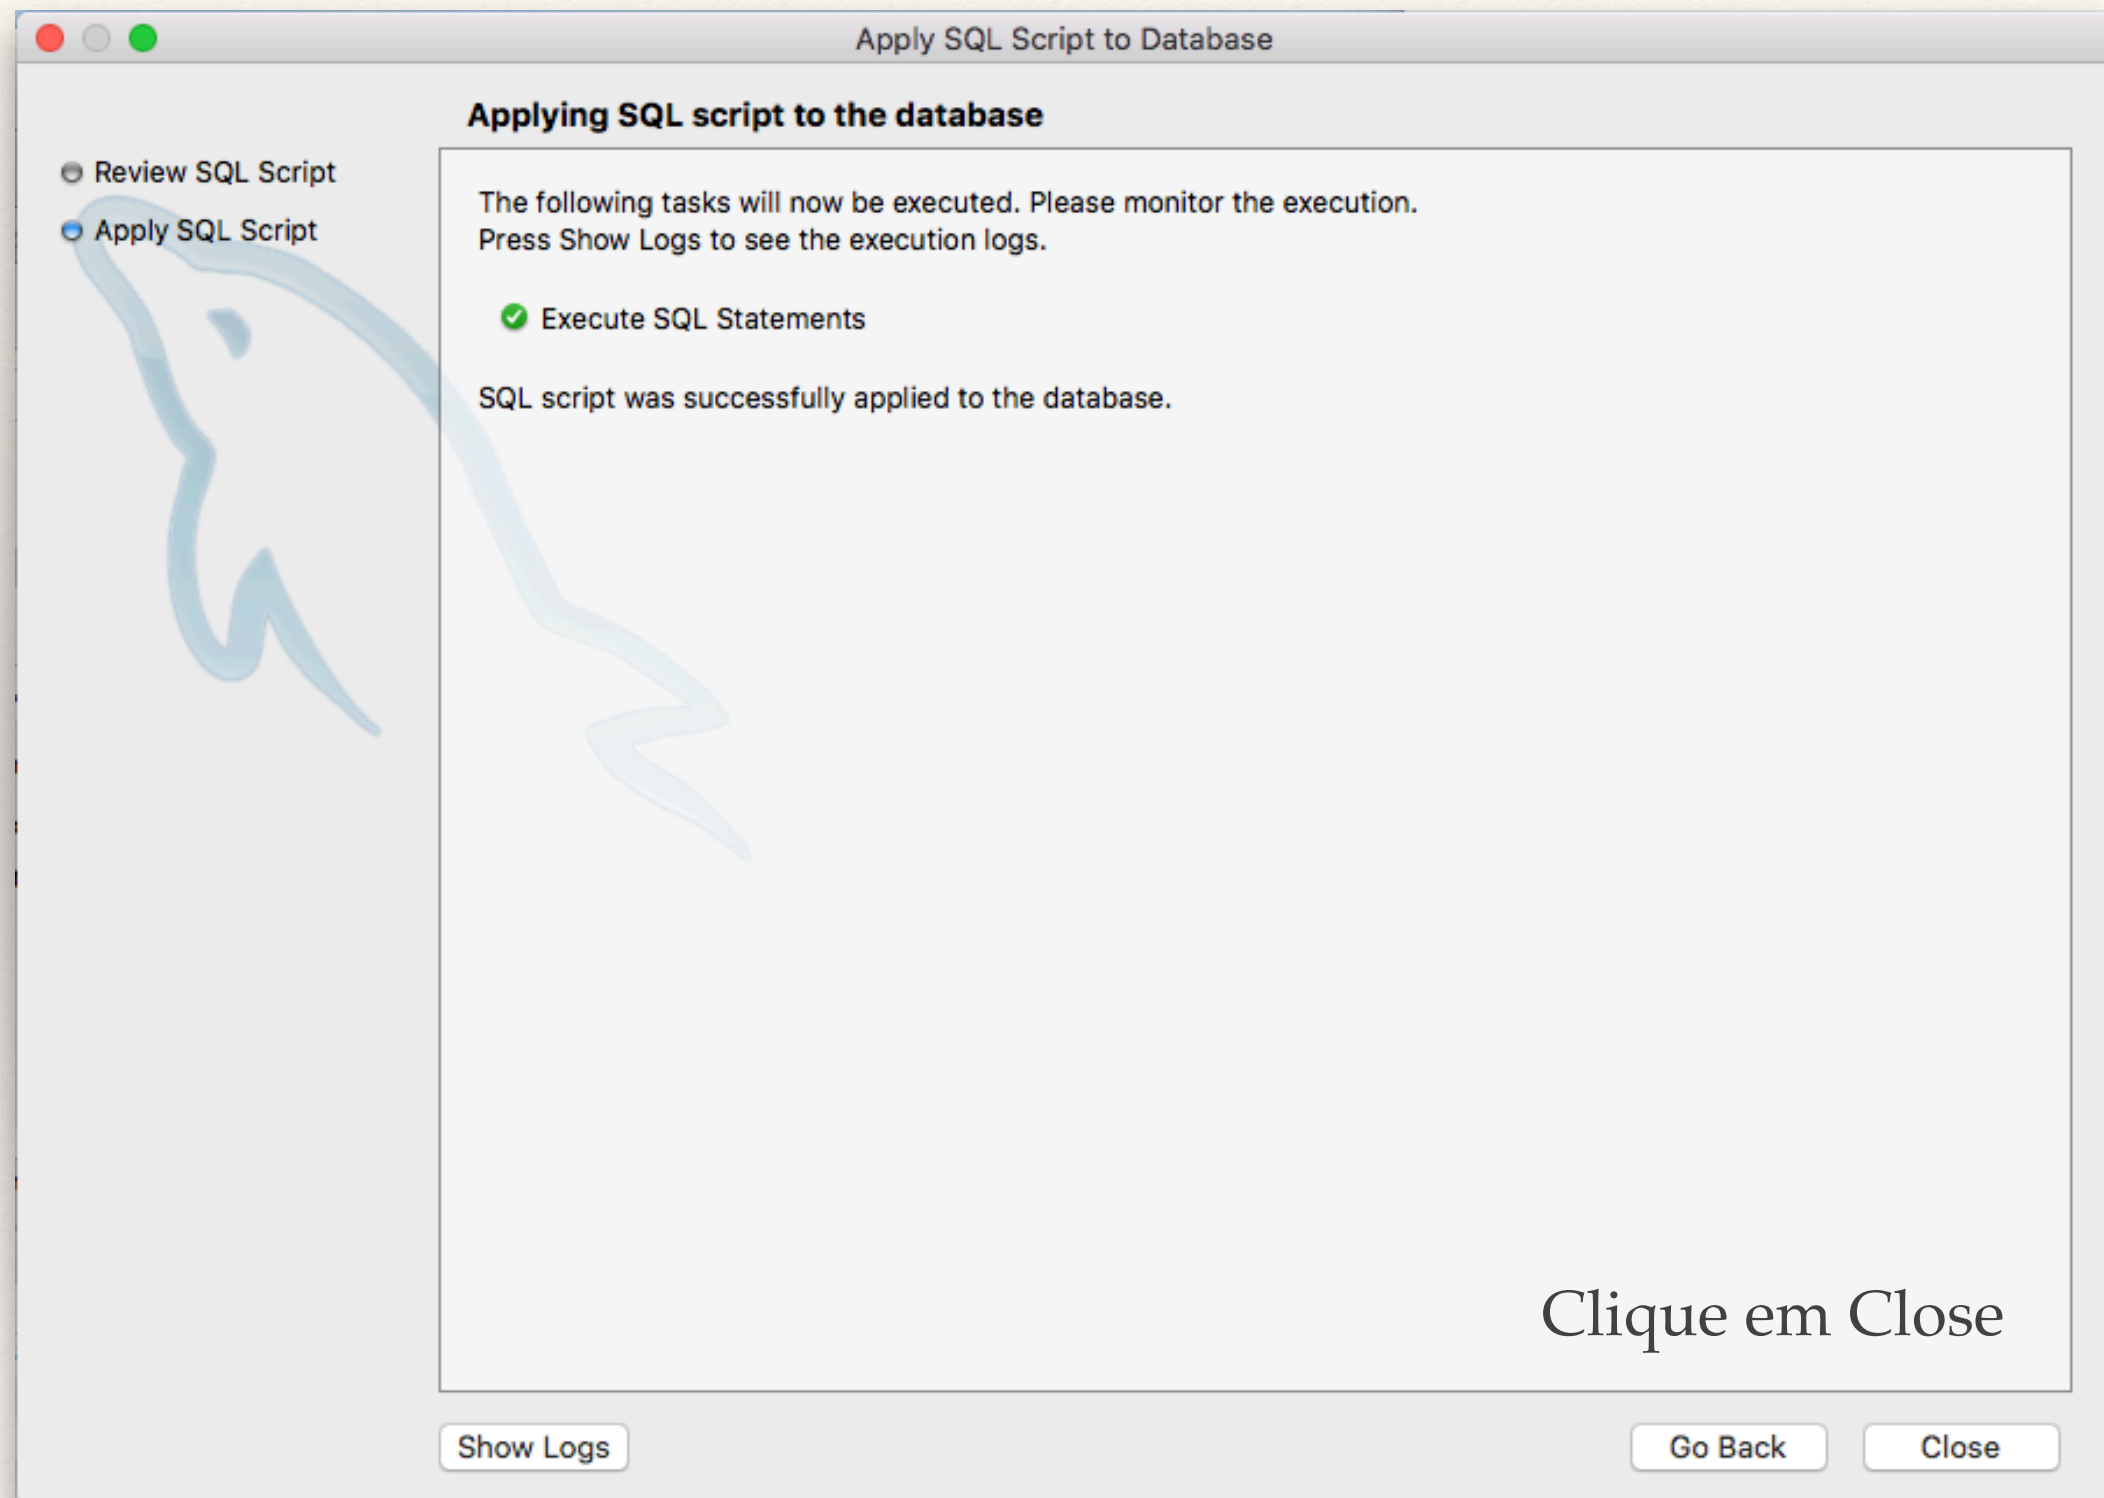 Apply SQL Script to Database
Applying SQL script to the database
Review SQL Script
Apply SQL Script
The following tasks will now be executed. Please monitor the execution.
Press Show Logs to see the execution logs.
Execute SQL Statements
SQL script was successfully applied to the database.
Clique em Close
Show Logs
Go Back
Close